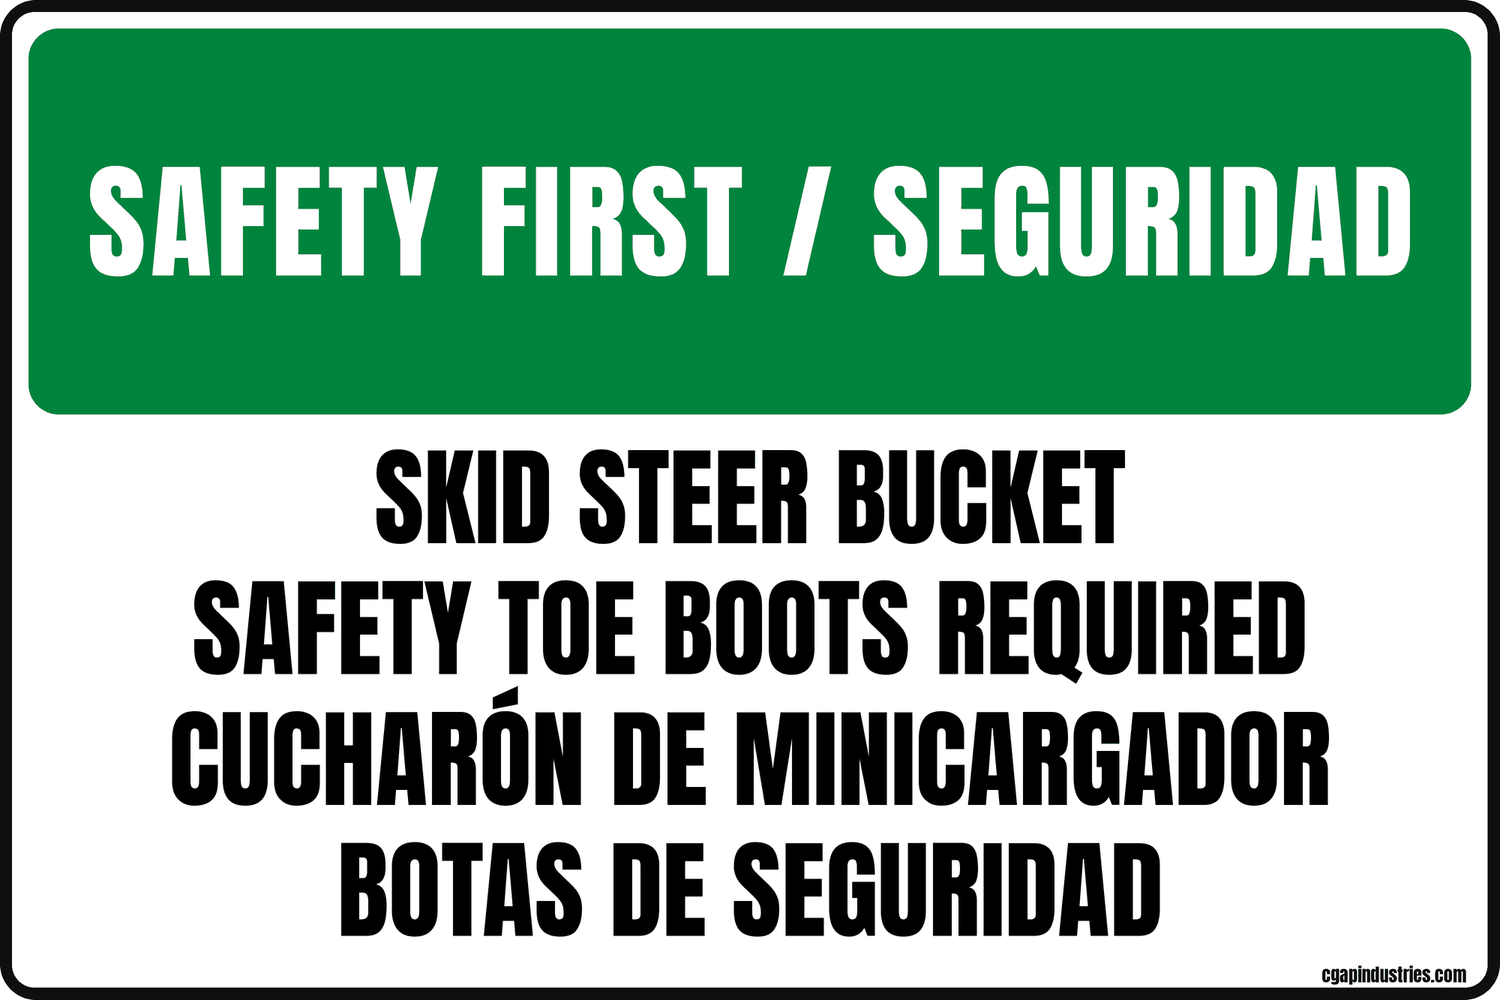 SAFETY FIRST / SEGURIDAD
SKID STEER BUCKET
SAFETY TOE BOOTS REQUIRED
CUCHARÓN DE MINICARGADOR
BOTAS DE SEGURIDAD
cgapindustries.com